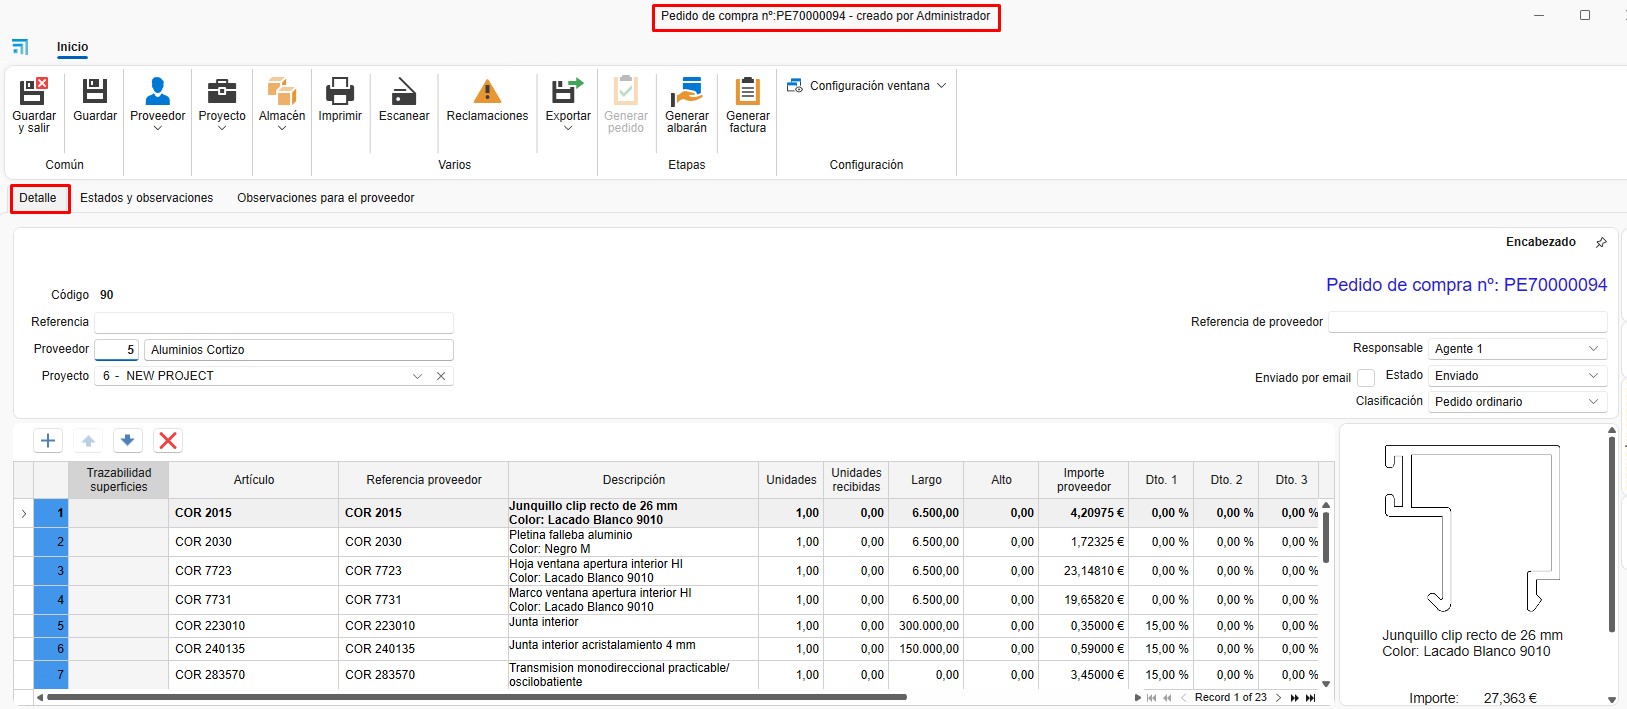 Pedido de compra nº:PE70000094 - creado por Administrador
Inicio
Guardar y salir
Guardar
Proveedor
Proyecto
Almacén
Imprimir
Escanear
Reclamaciones
Exportar
Generar pedido
Generar albarán
Generar factura
Configuración ventana
Común
Varios
Etapas
Configuración
Detalle
Estados y observaciones
Observaciones para el proveedor
Encabezado
Pedido de compra nº: PE70000094
Código 90
Referencia
Referencia de proveedor
Proveedor 5 Aluminios Cortizo
Responsable Agente 1
Proyecto 6 - NEW PROJECT
Enviado por email
Estado Enviado
Clasificación Pedido ordinario
Trazabilidad superficies Artículo Referencia proveedor Descripción Unidades Unidades recibidas Largo Alto Importe proveedor Dto. 1 Dto. 2 Dto. 3
1 COR 2015 COR 2015 Junquillo clip recto de 26 mm Color: Lacado Blanco 9010 1,00 0,00 6.500,00 0,00 4,20975 € 0,00 % 0,00 % 0,00 %
2 COR 2030 COR 2030 Pletina falleba aluminio Color: Negro M 1,00 0,00 6.500,00 0,00 1,72325 € 0,00 % 0,00 % 0,00 %
3 COR 7723 COR 7723 Hoja ventana apertura interior HI Color: Lacado Blanco 9010 1,00 0,00 6.500,00 0,00 23,14810 € 0,00 % 0,00 % 0,00 %
4 COR 7731 COR 7731 Marco ventana apertura interior HI Color: Lacado Blanco 9010 1,00 0,00 6.500,00 0,00 19,65820 € 0,00 % 0,00 % 0,00 %
5 COR 223010 COR 223010 Junta interior 1,00 0,00 300.000,00 0,00 0,35000 € 15,00 % 0,00 % 0,00 %
6 COR 240135 COR 240135 Junta interior acristalamiento 4 mm 1,00 0,00 150.000,00 0,00 0,59000 € 15,00 % 0,00 % 0,00 %
7 COR 283570 COR 283570 Transmision monodireccional practicable/ oscilobatiente 1,00 0,00 0,00 0,00 3,45000 € 15,00 % 0,00 % 0,00 %
Record 1 of 23
Junquillo clip recto de 26 mm
Color: Lacado Blanco 9010
Importe: 27,363 €